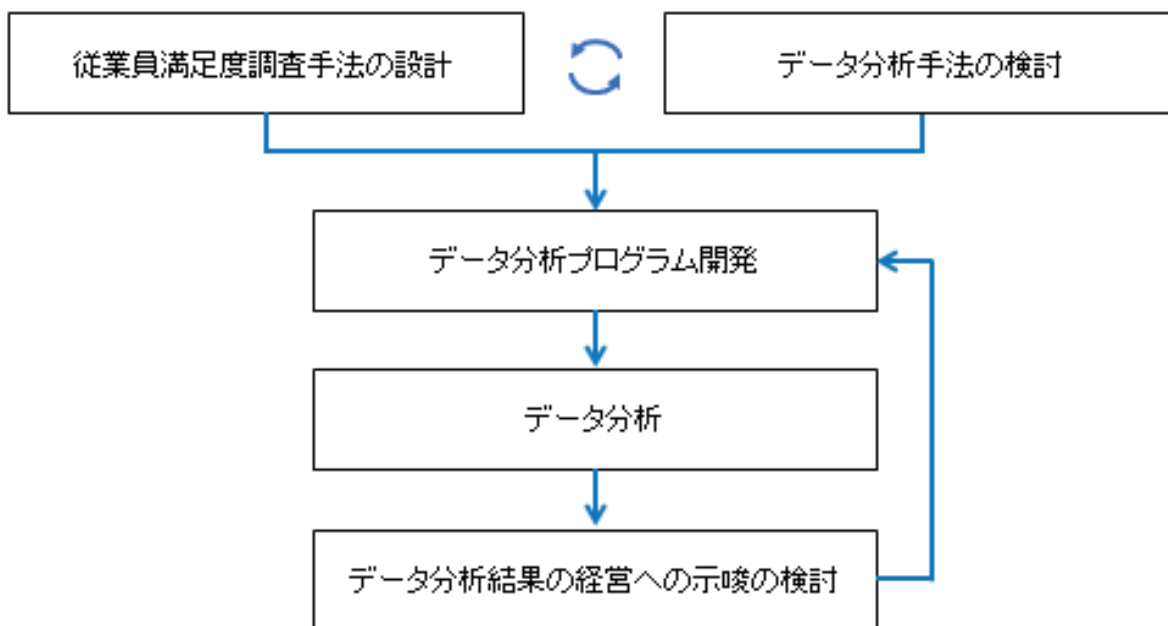 従業員満足度調査手法の設計
データ分析手法の検討
データ分析プログラム開発
データ分析
データ分析結果の経営への示唆の検討